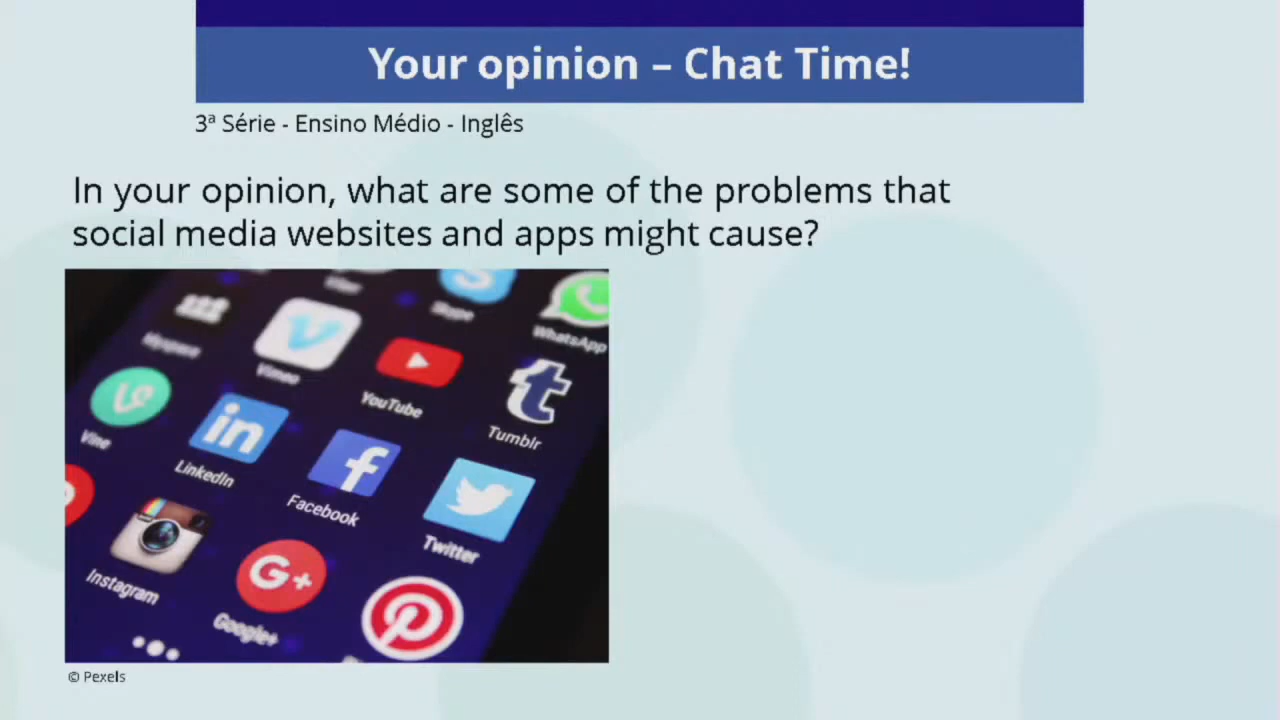 Your opinion – Chat Time!
3ª Série - Ensino Médio - Inglês
In your opinion, what are some of the problems that
social media websites and apps might cause?
Viber
Skype
WhatsApp
Myspace
Vimeo
YouTube
Tumblr
Vine
LinkedIn
Facebook
Twitter
Instagram
Google+
© Pexels